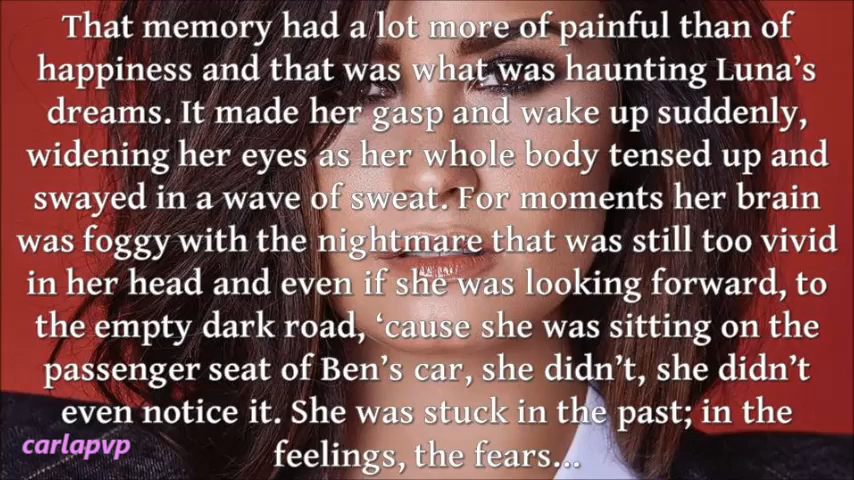 That memory had a lot more of painful than of
happiness and that was what was haunting Luna’s
dreams. It made her gasp and wake up suddenly,
widening her eyes as her whole body tensed up and
swayed in a wave of sweat. For moments her brain
was foggy with the nightmare that was still too vivid
in her head and even if she was looking forward, to
the empty dark road, ‘cause she was sitting on the
passenger seat of Ben’s car, she didn’t, she didn’t
even notice it. She was stuck in the past; in the
feelings, the fears...
carlapvp